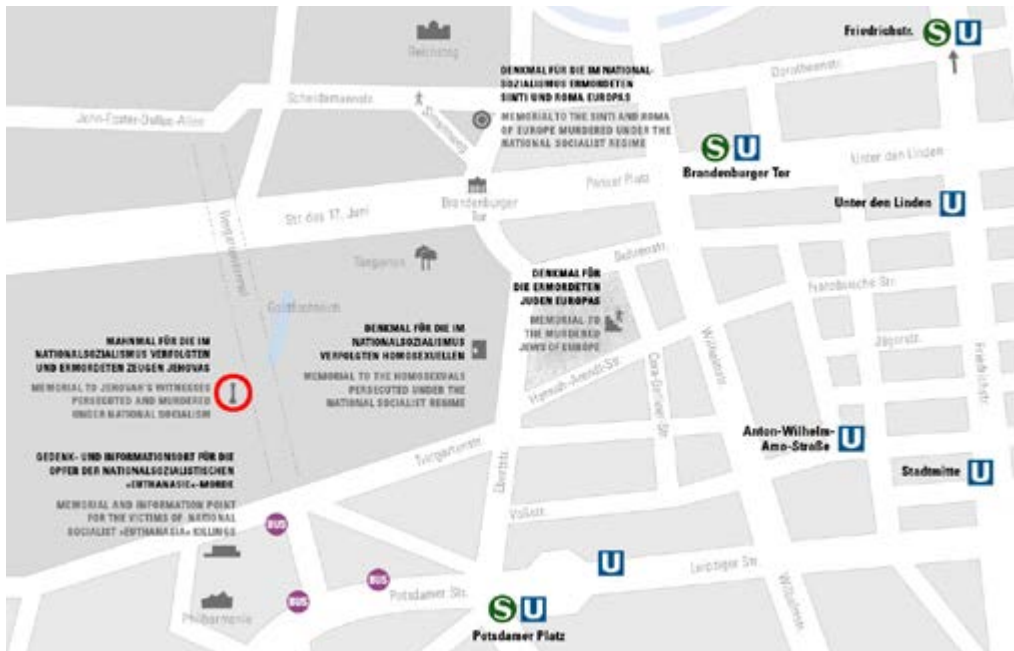 Friedrichstr.
S U
Reichstag
DENKMAL FÜR DIE IM NATIONAL-
SOZIALISMUS ERMORDETEN
SINTI UND ROMA EUROPAS
MEMORIAL TO THE SINTI AND ROMA
OF EUROPE MURDERED UNDER THE
NATIONAL SOCIALIST REGIME
Dorotheenstr.
Scheidemannstr.
John-Foster-Dulles-Allee
Simsonweg
S U
Brandenburger Tor
Unter den Linden
Pariser Platz
Brandenburger
Tor
Unter den Linden
U
Str. des 17. Juni
Tiergartentunnel
Tiergarten
Behrenstr.
DENKMAL FÜR
DIE ERMORDETEN
JUDEN EUROPAS
MEMORIAL TO
THE MURDERED
JEWS OF EUROPE
Französische Str.
Goldfischteich
MAHNMAL FÜR DIE IM
NATIONALSOZIALISMUS VERFOLGTEN
UND ERMORDETEN ZEUGEN JEHOVAS
MEMORIAL TO JEHOVAH'S WITNESSES
PERSECUTED AND MURDERED
UNDER NATIONAL SOCIALISM
DENKMAL FÜR DIE IM
NATIONALSOZIALISMUS
VERFOLGTEN HOMOSEXUELLEN
MEMORIAL TO THE HOMOSEXUALS
PERSECUTED UNDER THE
NATIONAL SOCIALIST REGIME
Hannah-Arendt-Str.
Cora-Berliner-Str.
Wilhelmstr.
Jägerstr.
Friedrichstr.
Anton-Wilhelm-
Amo-Straße
U
Stadtmitte
U
GEDENK- UND INFORMATIONSORT FÜR DIE
OPFER DER NATIONALSOZIALISTISCHEN
»EUTHANASIE«-MORDE
MEMORIAL AND INFORMATION POINT
FOR THE VICTIMS OF NATIONAL
SOCIALIST »EUTHANASIA« KILLINGS
Tiergartenstr.
Ebertstr.
Voßstr.
BUS
BUS
BUS
Philharmonie
Potsdamer Str.
U
Leipziger Str.
Wilhelmstr.
S U
Potsdamer Platz